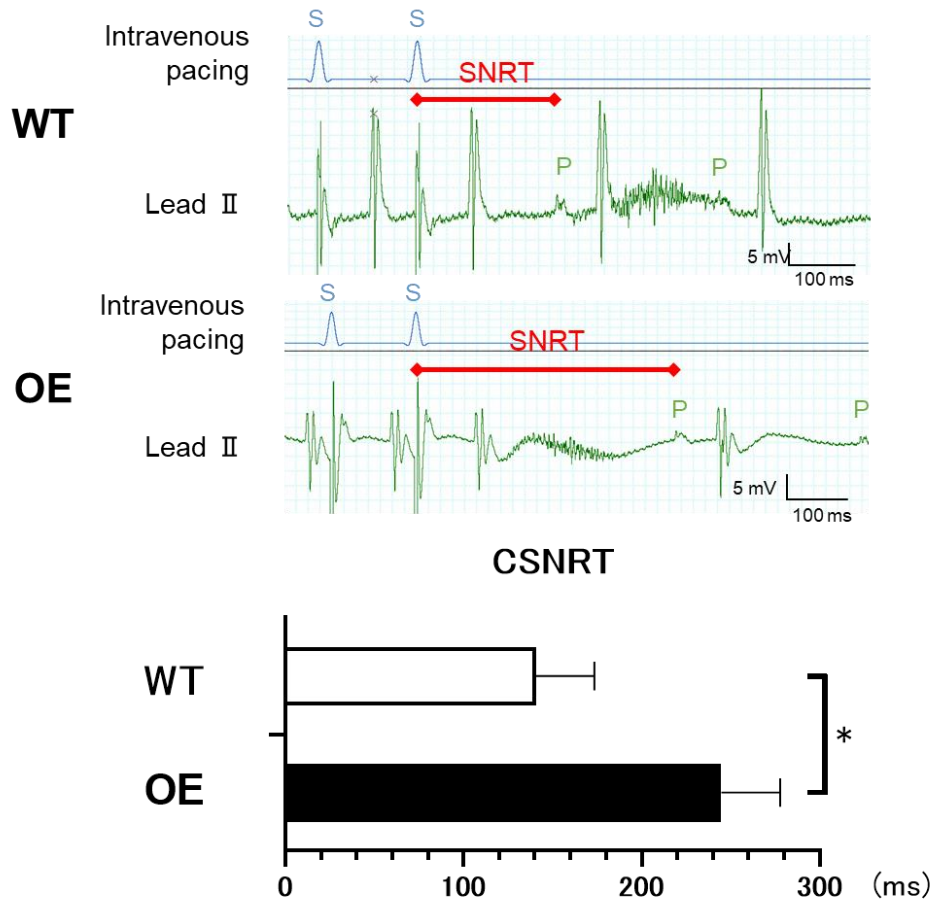 S S
Intravenous
pacing
SNRT
WT
P P
Lead Ⅱ
5 mV
100 ms
S S
Intravenous
pacing
SNRT
OE
P P
Lead Ⅱ
5 mV
100 ms
CSNRT
WT
*
OE
0 100 200 300 (ms)